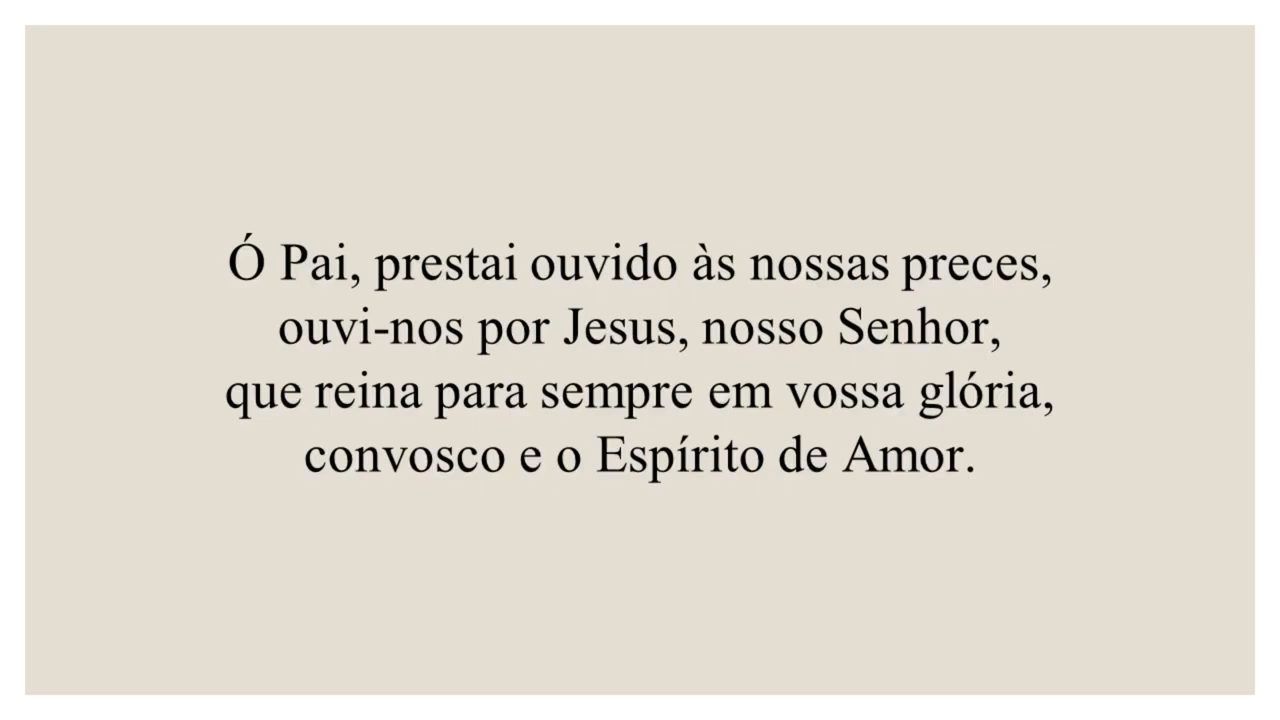 Ó Pai, prestai ouvido às nossas preces,
ouvi-nos por Jesus, nosso Senhor,
que reina para sempre em vossa glória,
convosco e o Espírito de Amor.